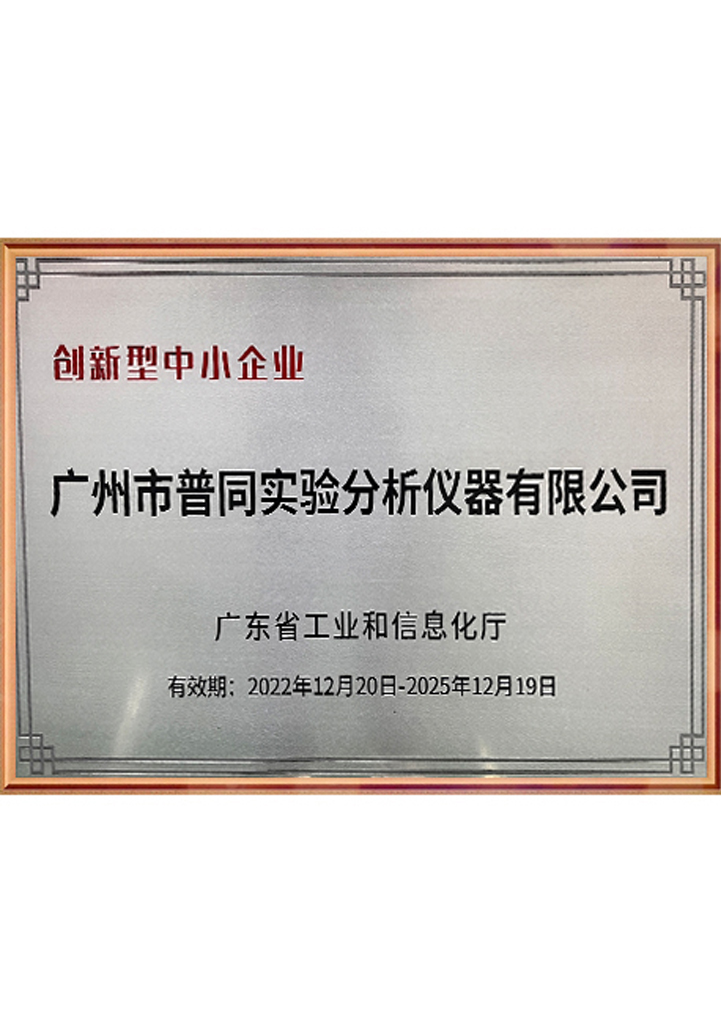 创新型中小企业
广州市普同实验分析仪器有限公司
广东省工业和信息化厅
有效期：2022年12月20日-2025年12月19日